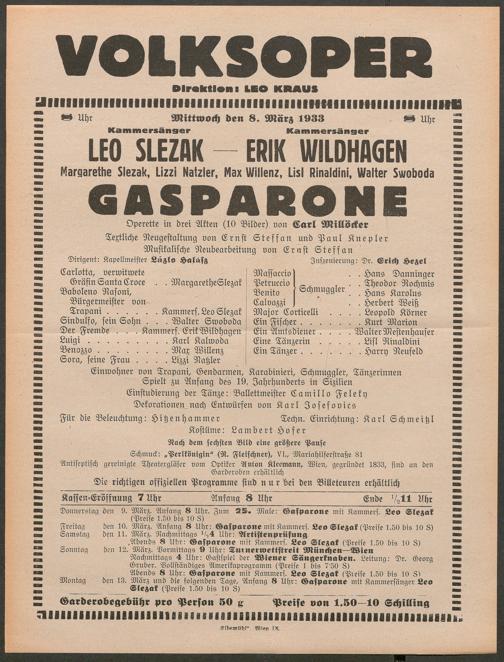 VOLKSOPER
Direktion: LEO KRAUS
Uhr Mittwoch den 8. März 1933 Uhr
Kammersänger Kammersänger
LEO SLEZAK — ERIK WILDHAGEN
Margarethe Slezak, Lizzi Natzler, Max Willenz, Lisl Rinaldini, Walter Swoboda
GASPARONE
Operette in drei Akten (10 Bilder) von Carl Millöcker
Textliche Neugestaltung von Ernst Steffan und Paul Knepler
Musikalische Neubearbeitung von Ernst Steffan
Dirigent: Kapellmeister László Halász Inszenierung: Dr. Erich Hezel
Carlotta, verwitwete
Gräfin Santa Croce . . Margarethe Slezak
Baboleno Nasoni,
Bürgermeister von
Trapani . . . . . Kammers. Leo Slezak
Sindulfo, sein Sohn . . Walter Swoboda
Der Fremde . . Kammers. Erik Wildhagen
Luigi . . . . . . . . Karl Kalwoda
Benozzo . . . . . . . Max Willenz
Sora, seine Frau . . . . Lizzi Natzler
Massaccio . . Hans Danninger
Petruccio . . Theodor Rochmis
Benito Schmuggler . . Hans Karolus
Calvazzi . . Herbert Weiß
Major Corticelli . . . Leopold Körner
Ein Fischer . . . . . Kurt Marion
Ein Amtsdiener . . Walter Mestenhauser
Eine Tänzerin . . . Lisl Rinaldini
Ein Tänzer . . . . . Harry Neufeld
Einwohner von Trapani, Gendarmen, Karabinieri, Schmuggler, Tänzerinnen
Spielt zu Anfang des 19. Jahrhunderts in Sizilien
Einstudierung der Tänze: Ballettmeister Camillo Feleky
Dekorationen nach Entwürfen von Karl Josefovics
Für die Beleuchtung: Hitzenhammer Techn. Einrichtung: Karl Schmeitzl
Kostüme: Lambert Hofer
Nach dem sechsten Bild eine größere Pause
Schmuck: „Perlkönigin" (R. Fleischner), VI., Mariahilferstraße 81
Antiseptisch gereinigte Theatergläser vom Optiker Anton Kleemann, Wien, gegründet 1833, sind an den
Garderoben erhältlich
Die richtigen offiziellen Programme sind nur bei den Billeteuren erhältlich
Kassen-Eröffnung 7 Uhr Anfang 8 Uhr Ende ½11 Uhr
Donnerstag den 9. März, Anfang 8 Uhr: Zum 25. Male: Gasparone mit Kammers. Leo Slezak
(Preise 1.50 bis 10 S)
Freitag den 10. März, Anfang 8 Uhr: Gasparone mit Kammers. Leo Slezak (Preise 1.50 bis 10 S)
Samstag den 11. März, Nachmittags ¼4 Uhr: Artistenprüfung
Abends 8 Uhr: Gasparone mit Kammers. Leo Slezak (Preise 1.50 bis 10 S)
Sonntag den 12. März, Vormittags 9 Uhr: Turnerwettstreit München—Wien
Nachmittags 4 Uhr: Gastspiel der Wiener Sängerknaben. Leitung: Dr. Georg
Gruber. Vollständiges Amerikaprogramm (Preise 1 bis 7.50 S)
Abends 8 Uhr: Gasparone mit Kammers. Leo Slezak (Preise 1.50 bis 10 S)
Montag den 13. März und die folgenden Tage, Anfang 8 Uhr: Gasparone mit Kammersänger Leo
Slezak (Preise 1.50 bis 10 S)
Garderobegebühr pro Person 50 g Preise von 1.50—10 Schilling
„Elbemühl" Wien IX.